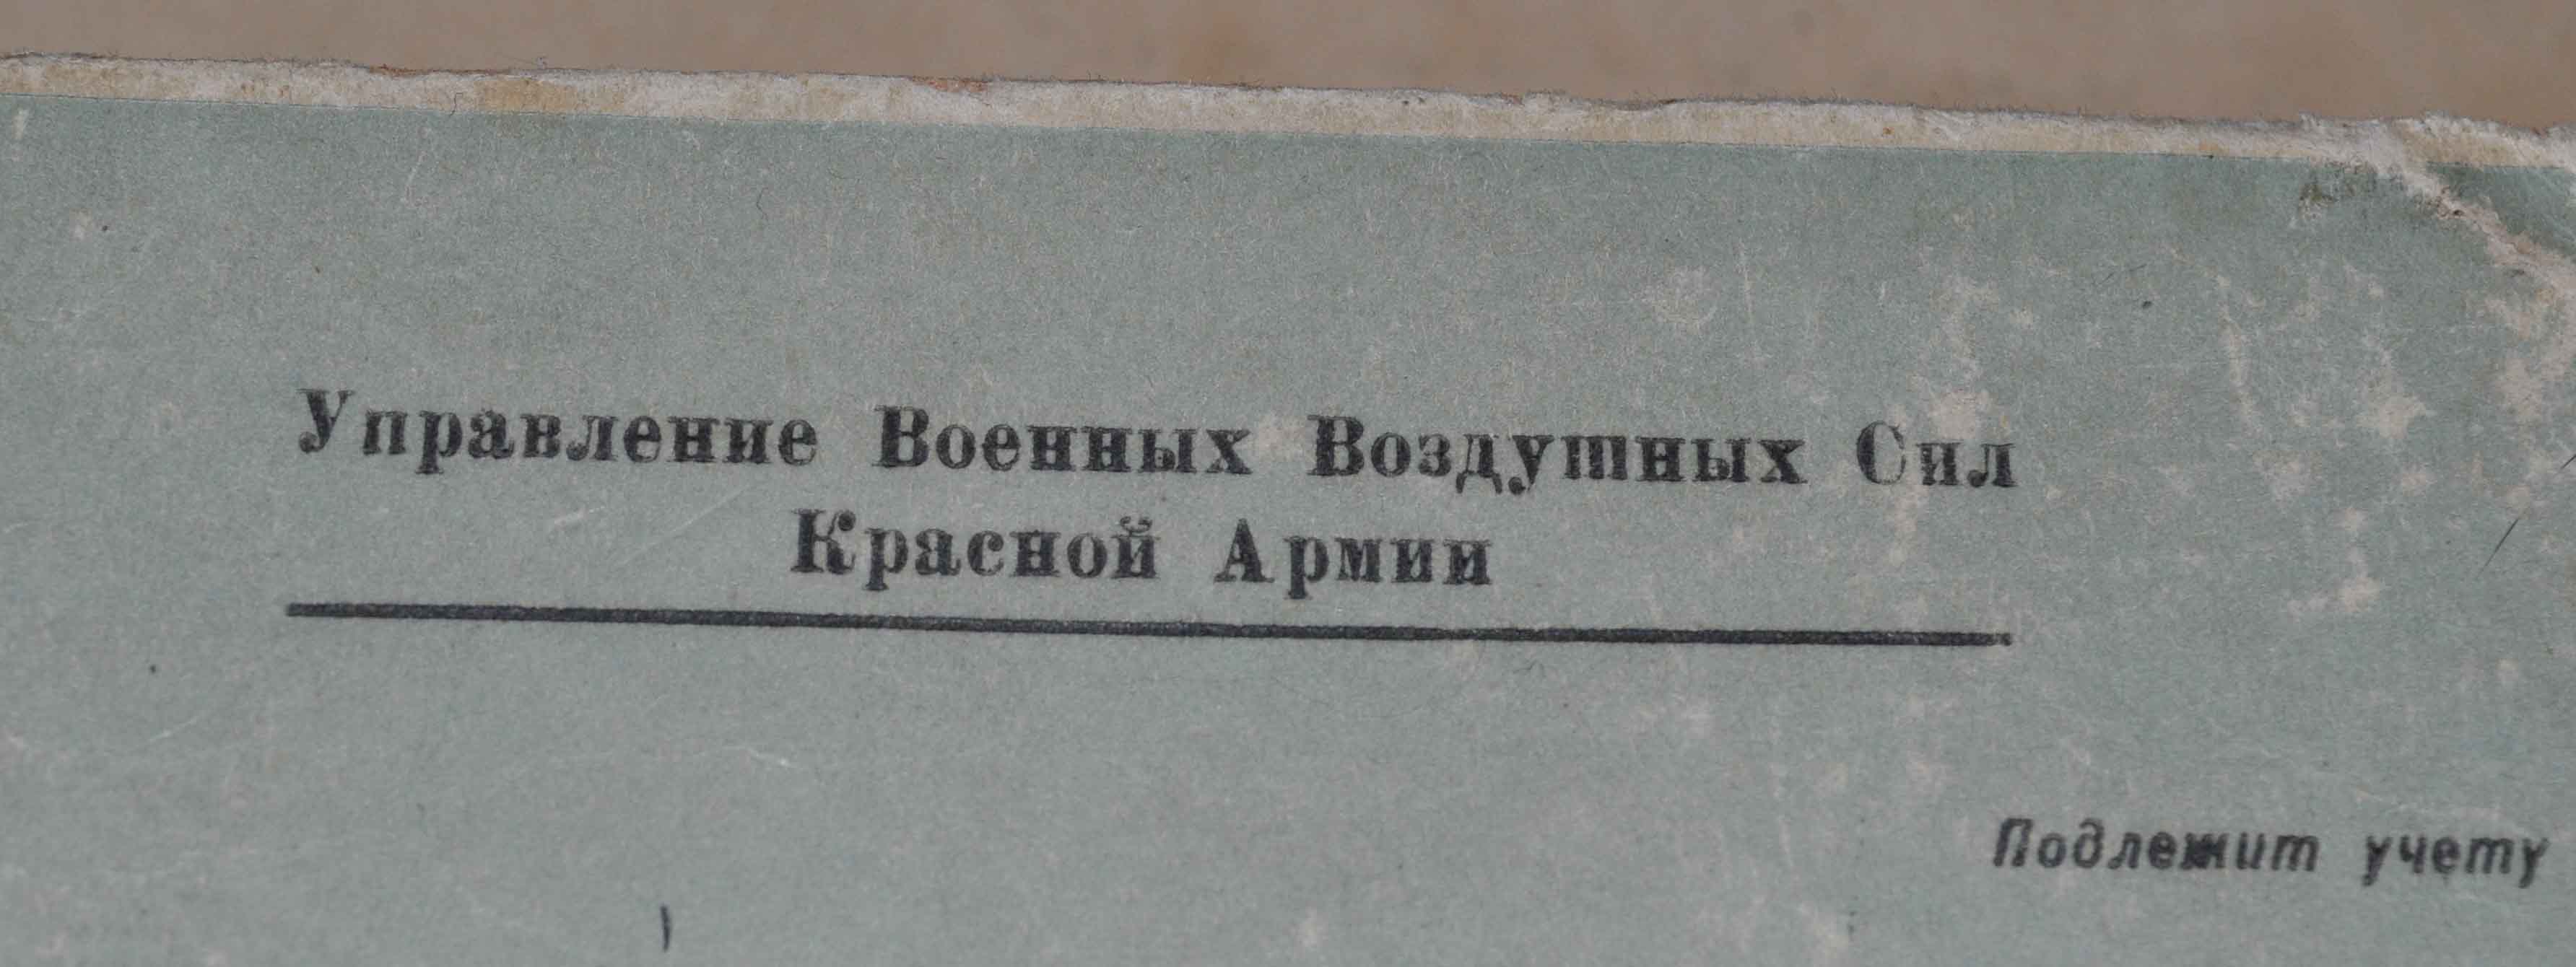 Управление Военных Воздушных Сил
Красной Армии
Подлежит учету